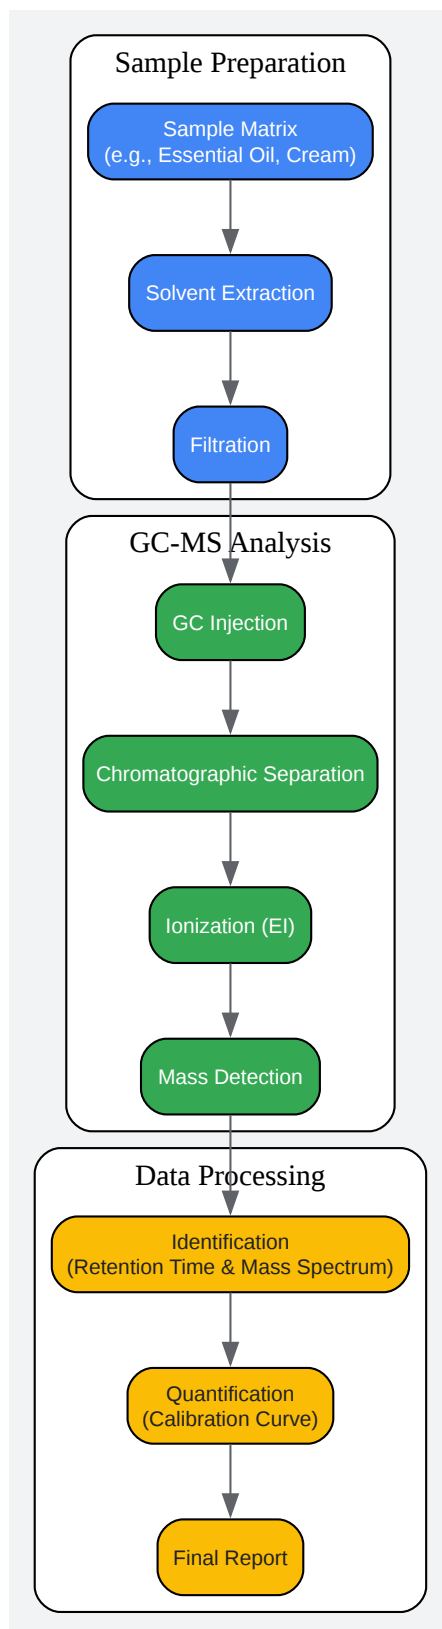 Sample Preparation
Sample Matrix
(e.g., Essential Oil, Cream)
Solvent Extraction
Filtration
GC-MS Analysis
GC Injection
Chromatographic Separation
Ionization (EI)
Mass Detection
Data Processing
Identification
(Retention Time & Mass Spectrum)
Quantification
(Calibration Curve)
Final Report